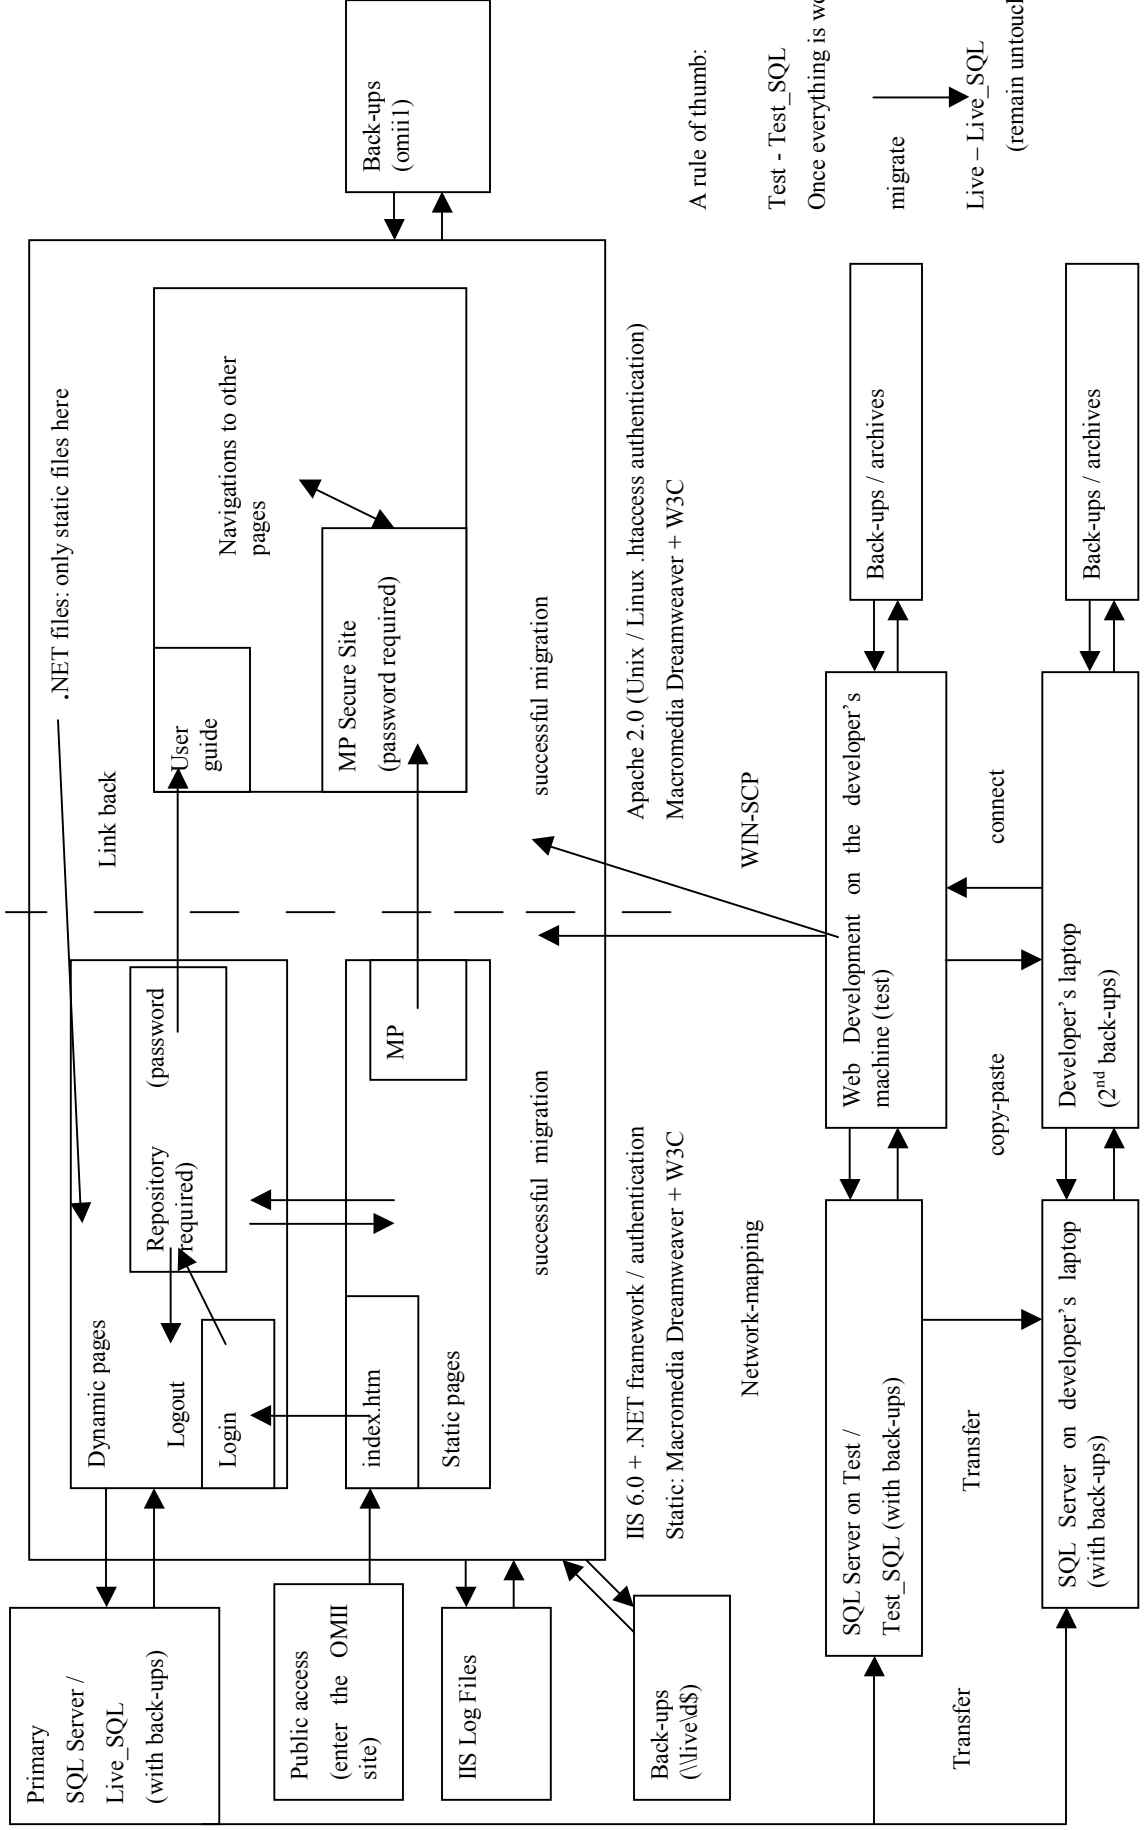 Primary
SQL Server /
Live_SQL
(with back-ups)
Public access
(enter the OMII
site)
IIS Log Files
Back-ups
(\\live\d$)
Dynamic pages
Logout
Login
Repository (password
required)
index.htm
Static pages
MP
successful migration
IIS 6.0 + .NET framework / authentication
Static: Macromedia Dreamweaver + W3C
Network-mapping
.NET files: only static files here
Link back
User
guide
Navigations to other
pages
MP Secure Site
(password required)
successful migration
Apache 2.0 (Unix / Linux .htaccess authentication)
Macromedia Dreamweaver + W3C
WIN-SCP
Back-ups
(omii1)
A rule of thumb:
Test - Test_SQL
Once everything is
migrate
Live – Live_SQL
(remain
SQL Server on Test /
Test_SQL (with back-ups)
Web Development on the developer's
machine (test)
Back-ups / archives
Transfer
Transfer
copy-paste
connect
SQL Server on developer's laptop
(with back-ups)
Developer's laptop
(2nd back-ups)
Back-ups / archives